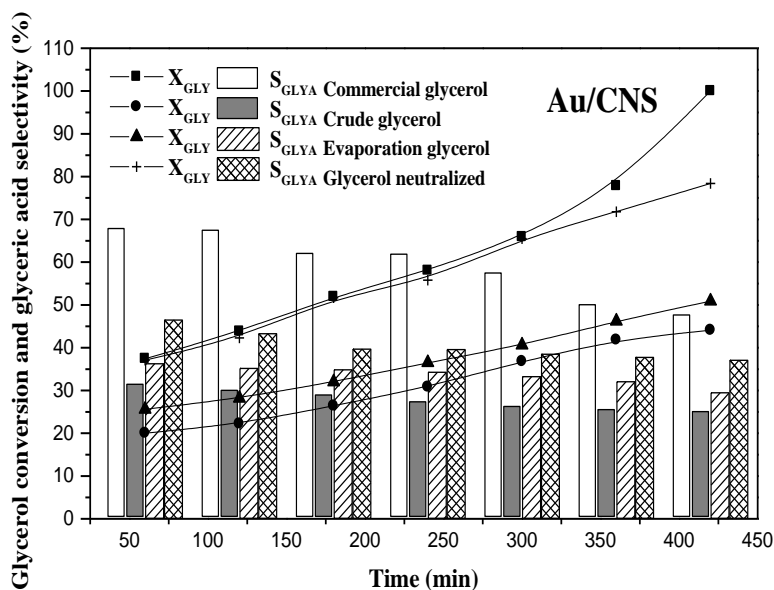 Glycerol conversion and glyceric acid selectivity (%)
110
100
90
80
70
60
50
40
30
20
10
0
X_GLY S_GLYA Commercial glycerol
X_GLY S_GLYA Crude glycerol
X_GLY S_GLYA Evaporation glycerol
X_GLY S_GLYA Glycerol neutralized
Au/CNS
50 100 150 200 250 300 350 400 450
Time (min)